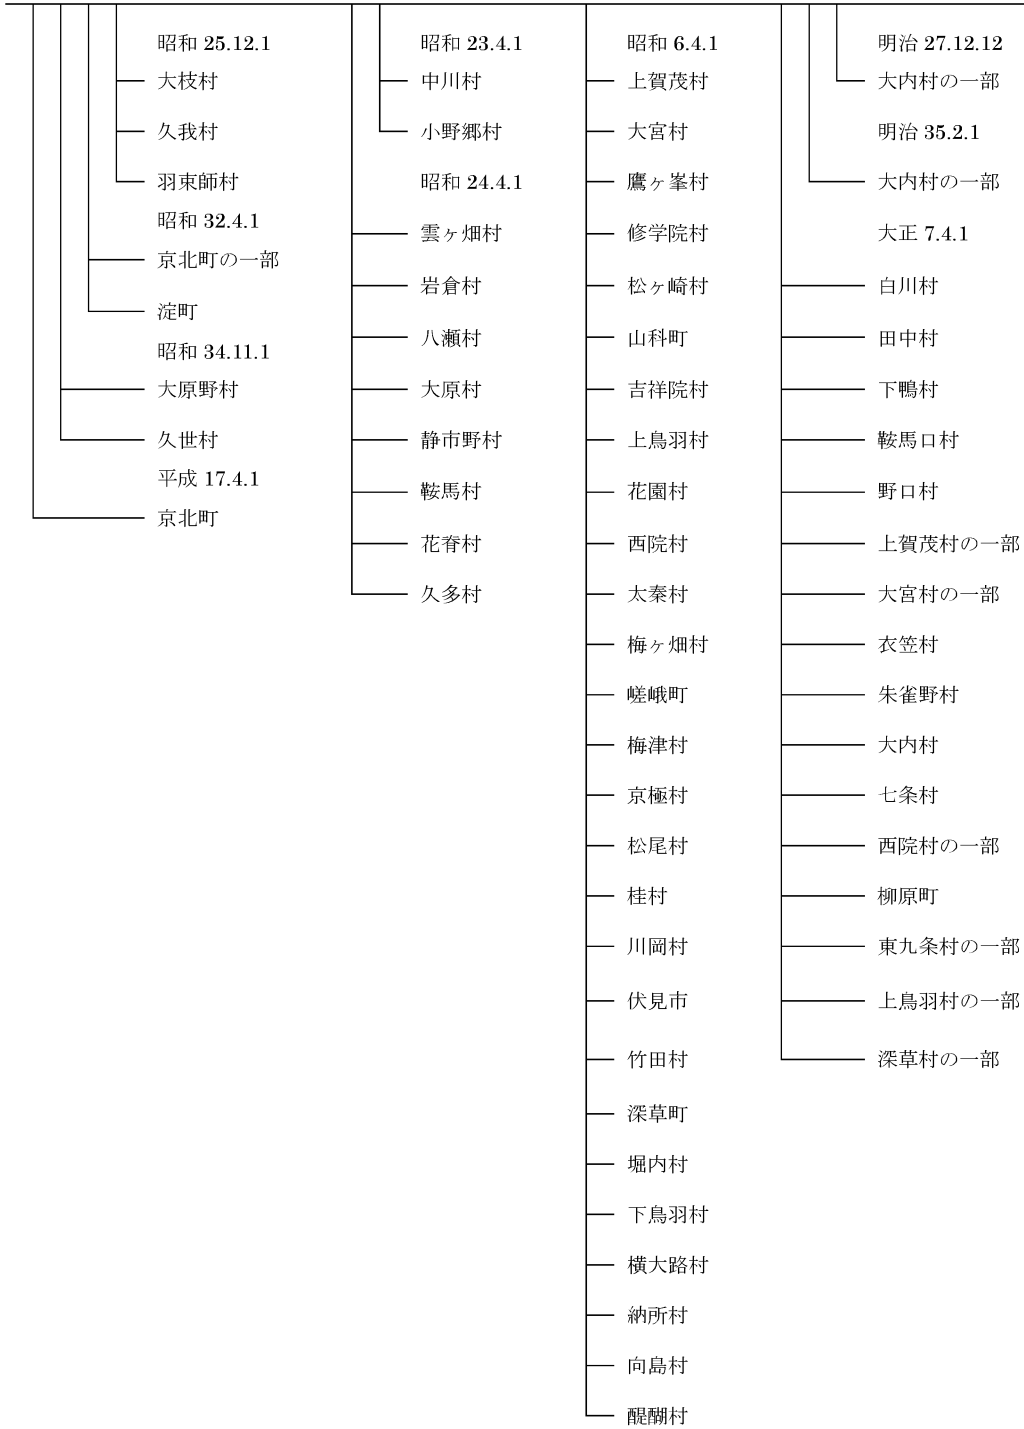 昭和 25.12.1
大枝村
久我村
羽束師村
昭和 32.4.1
京北町の一部
淀町
昭和 34.11.1
大原野村
久世村
平成 17.4.1
京北町
昭和 23.4.1
中川村
小野郷村
昭和 24.4.1
雲ヶ畑村
岩倉村
八瀬村
大原村
静市野村
鞍馬村
花脊村
久多村
昭和 6.4.1
上賀茂村
大宮村
鷹ヶ峯村
修学院村
松ヶ崎村
山科町
吉祥院村
上鳥羽村
花園村
西院村
太秦村
梅ヶ畑村
嵯峨町
梅津村
京極村
松尾村
桂村
川岡村
伏見市
竹田村
深草町
堀内村
下鳥羽村
横大路村
納所村
向島村
醍醐村
明治 27.12.12
大内村の一部
明治 35.2.1
大内村の一部
大正 7.4.1
白川村
田中村
下鴨村
鞍馬口村
野口村
上賀茂村の一部
大宮村の一部
衣笠村
朱雀野村
大内村
七条村
西院村の一部
柳原町
東九条村の一部
上鳥羽村の一部
深草村の一部